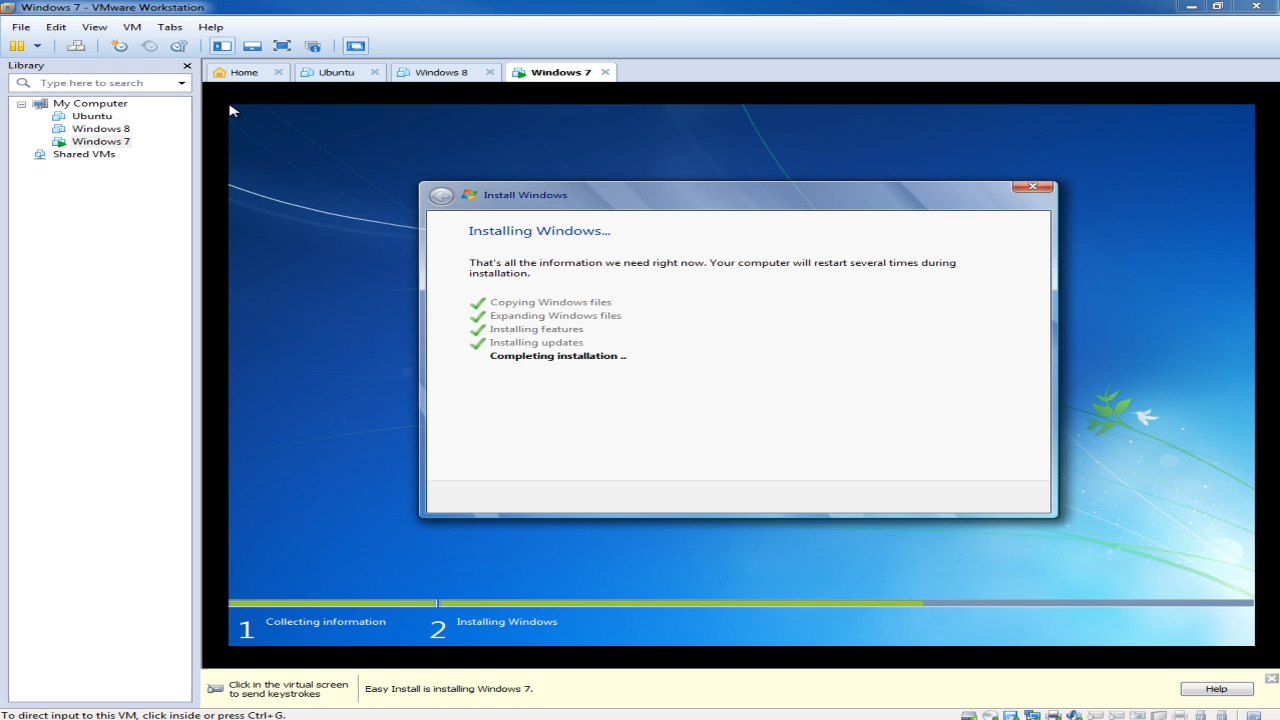 Windows 7 - VMware Workstation
File Edit View VM Tabs Help
Library
Type here to search
My Computer
Ubuntu
Windows 8
Windows 7
Shared VMs
Home Ubuntu Windows 8 Windows 7
Install Windows
Installing Windows...
That's all the information we need right now. Your computer will restart several times during
installation.
Copying Windows files
Expanding Windows files
Installing features
Installing updates
Completing installation ..
1 Collecting information 2 Installing Windows
Click in the virtual screen
to send keystrokes
Easy Install is installing Windows 7.
Help
To direct input to this VM, click inside or press Ctrl+G.